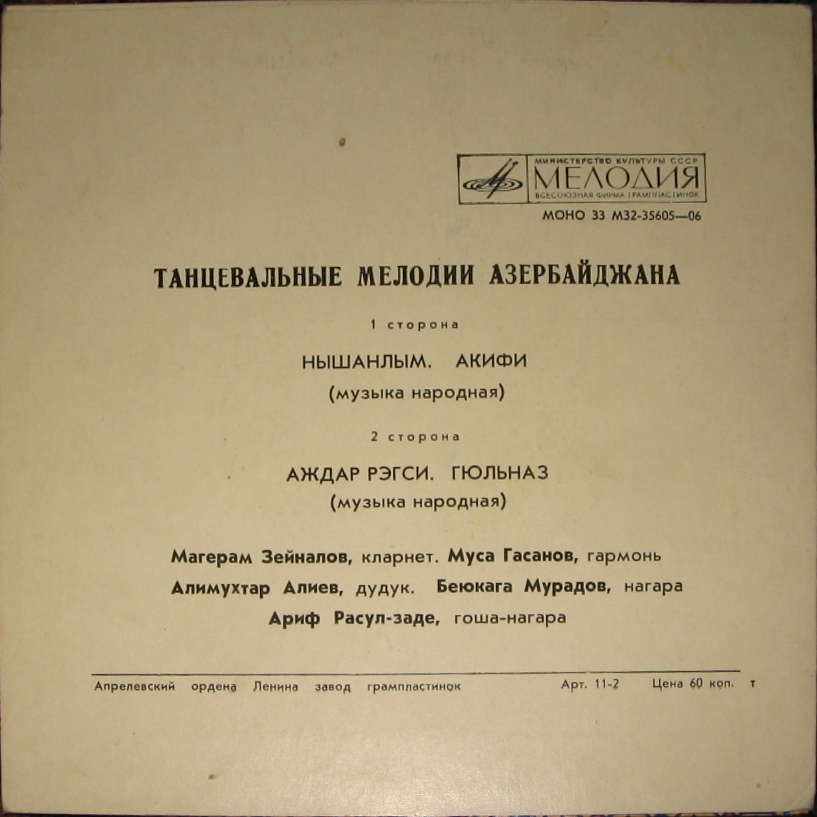 МИНИСТЕРСТВО КУЛЬТУРЫ СССР
МЕЛОДИЯ
ВСЕСОЮЗНАЯ ФИРМА ГРАМПЛАСТИНОК
МОНО 33 М32-35605—06
ТАНЦЕВАЛЬНЫЕ МЕЛОДИИ АЗЕРБАЙДЖАНА
1 сторона
НЫШАНЛЫМ. АКИФИ
(музыка народная)
2 сторона
АЖДАР РЭГСИ. ГЮЛЬНАЗ
(музыка народная)
Магерам Зейналов, кларнет. Муса Гасанов, гармонь
Алимухтар Алиев, дудук. Беюкага Мурадов, нагара
Ариф Расул-заде, гоша-нагара
Апрелевский ордена Ленина завод грампластинок Арт. 11-2 Цена 60 коп. т